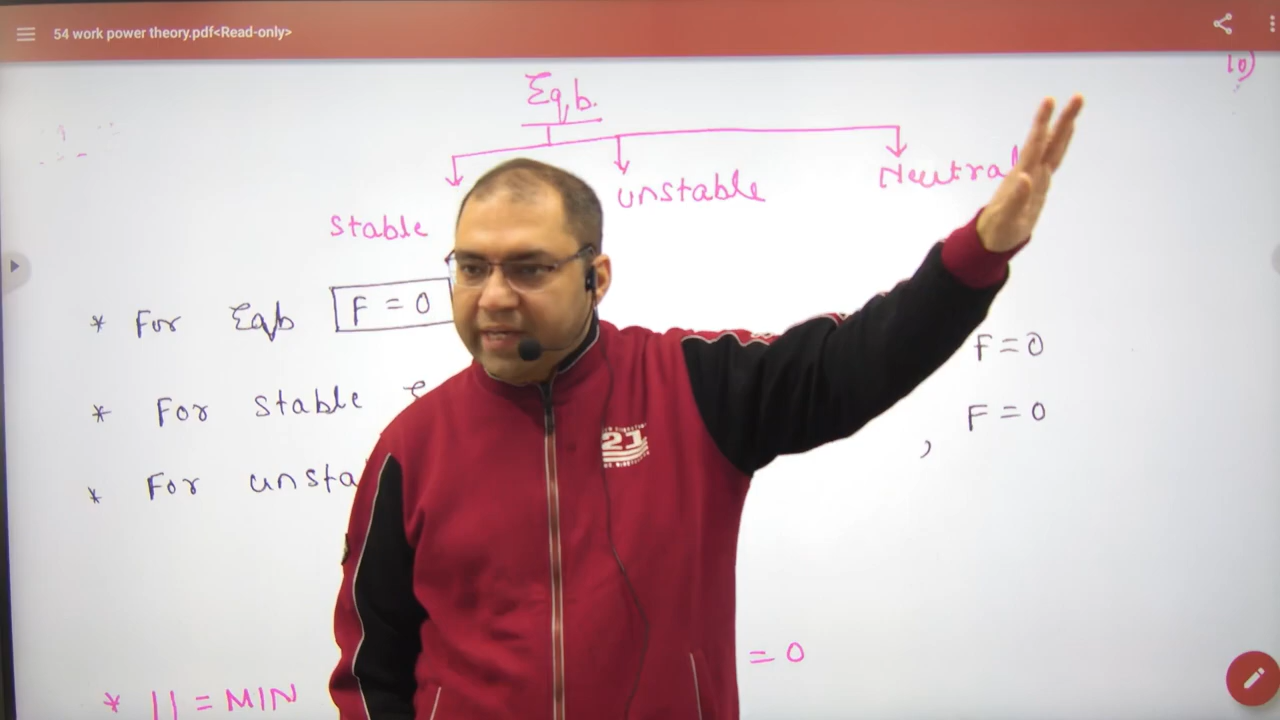 54 work power theory.pdf<Read-only>
10)
Eqb.
Stable unstable Neutral
* For Eqb F = 0
F = 0
* For stable
F = 0
* For unsta ,
= 0
* U = MIN
21